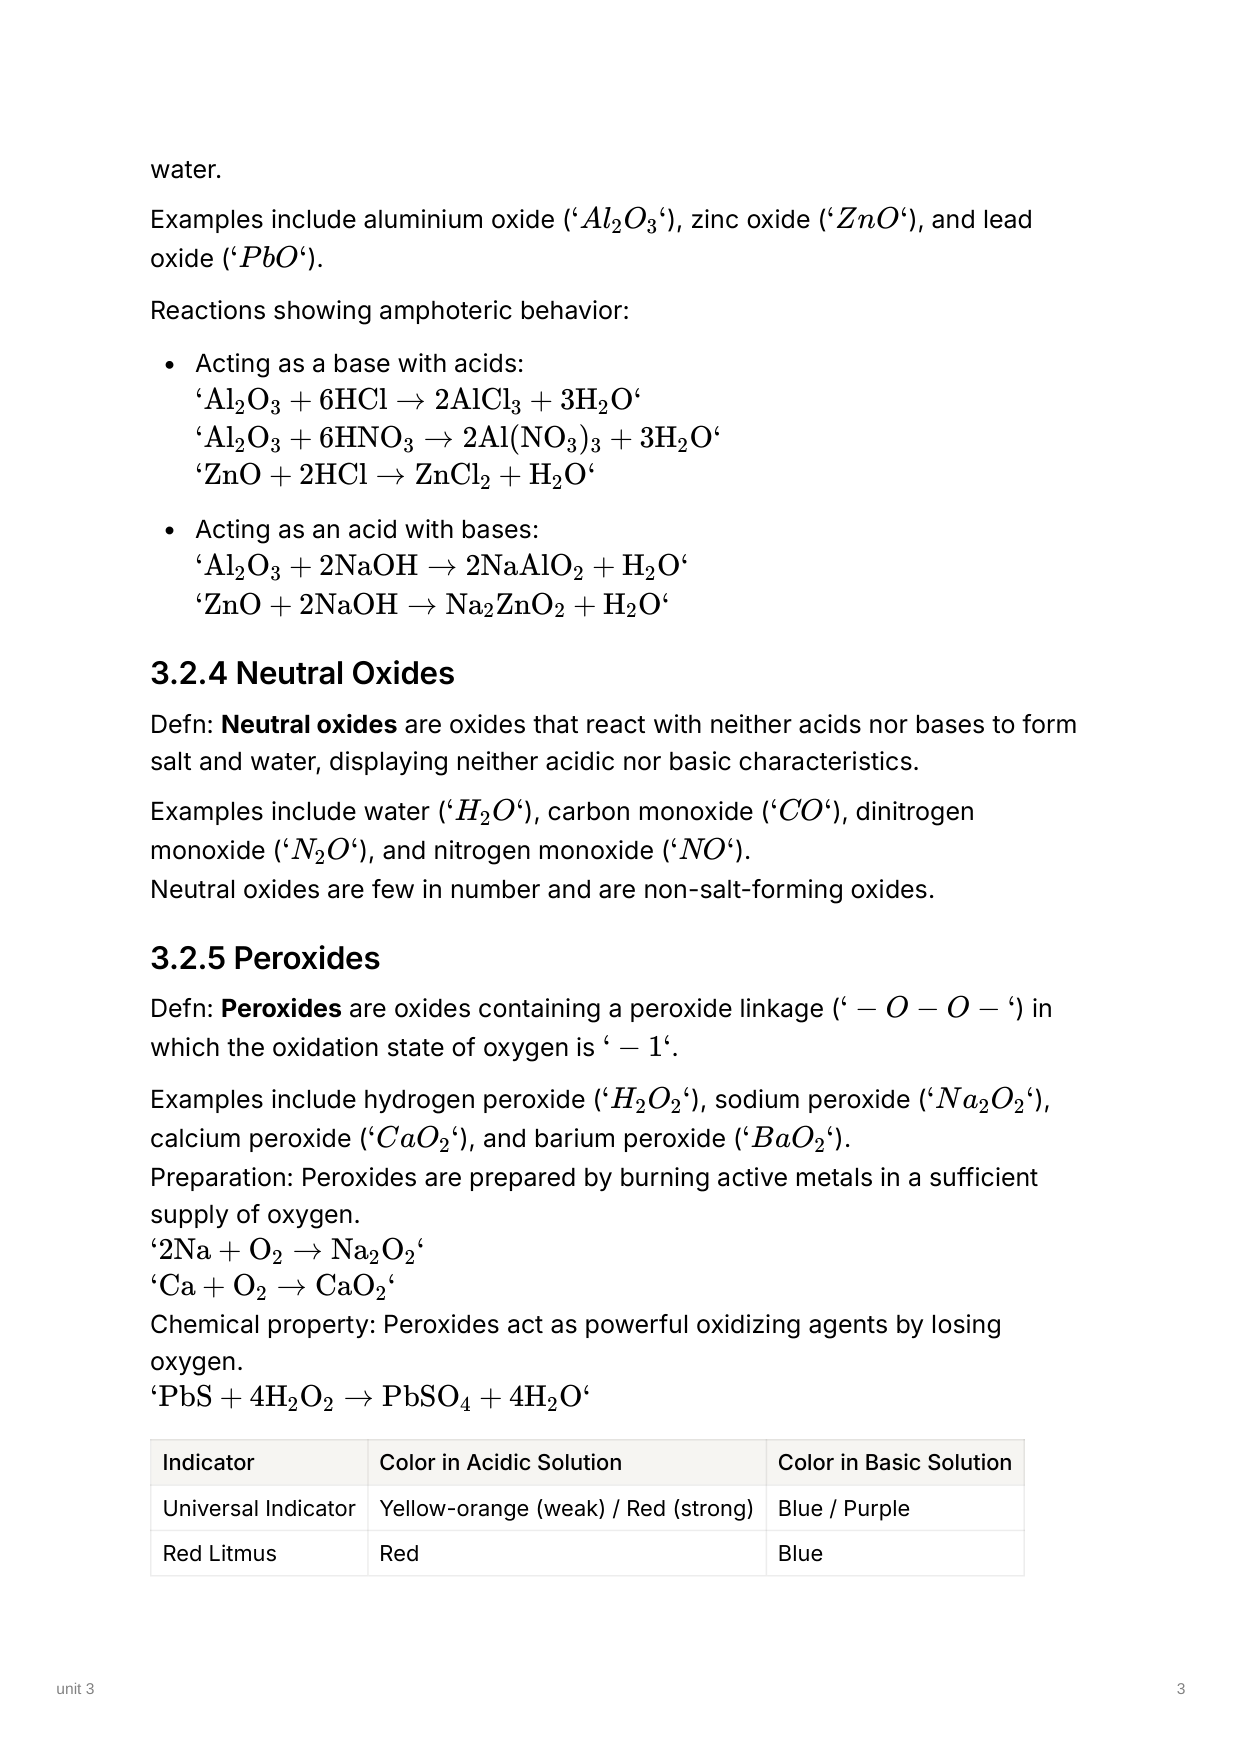 water.
Examples include aluminium oxide (‘Al₂O₃‘), zinc oxide (‘ZnO‘), and lead
oxide (‘PbO‘).
Reactions showing amphoteric behavior:
• Acting as a base with acids:
‘Al₂O₃ + 6HCl → 2AlCl₃ + 3H₂O‘
‘Al₂O₃ + 6HNO₃ → 2Al(NO₃)₃ + 3H₂O‘
‘ZnO + 2HCl → ZnCl₂ + H₂O‘
• Acting as an acid with bases:
‘Al₂O₃ + 2NaOH → 2NaAlO₂ + H₂O‘
‘ZnO + 2NaOH → Na₂ZnO₂ + H₂O‘
3.2.4 Neutral Oxides
Defn: Neutral oxides are oxides that react with neither acids nor bases to form
salt and water, displaying neither acidic nor basic characteristics.
Examples include water (‘H₂O‘), carbon monoxide (‘CO‘), dinitrogen
monoxide (‘N₂O‘), and nitrogen monoxide (‘NO‘).
Neutral oxides are few in number and are non-salt-forming oxides.
3.2.5 Peroxides
Defn: Peroxides are oxides containing a peroxide linkage (‘ − O − O − ‘) in
which the oxidation state of oxygen is ‘ − 1‘.
Examples include hydrogen peroxide (‘H₂O₂‘), sodium peroxide (‘Na₂O₂‘),
calcium peroxide (‘CaO₂‘), and barium peroxide (‘BaO₂‘).
Preparation: Peroxides are prepared by burning active metals in a sufficient
supply of oxygen.
‘2Na + O₂ → Na₂O₂‘
‘Ca + O₂ → CaO₂‘
Chemical property: Peroxides act as powerful oxidizing agents by losing
oxygen.
‘PbS + 4H₂O₂ → PbSO₄ + 4H₂O‘
Indicator Color in Acidic Solution Color in Basic Solution
Universal Indicator Yellow-orange (weak) / Red (strong) Blue / Purple
Red Litmus Red Blue
unit 3 3